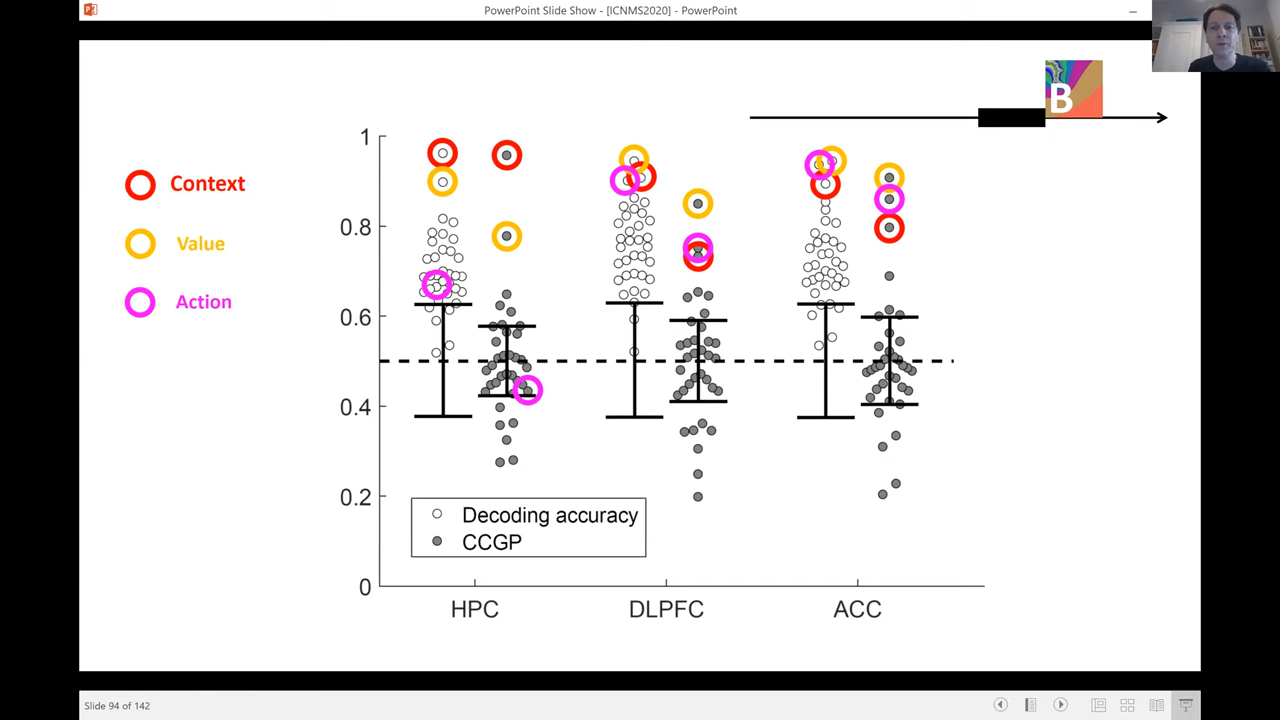 PowerPoint Slide Show - [ICNMS2020] - PowerPoint
B
Context
Value
Action
1
0.8
0.6
0.4
0.2
0
Decoding accuracy
CCGP
HPC DLPFC ACC
Slide 94 of 142